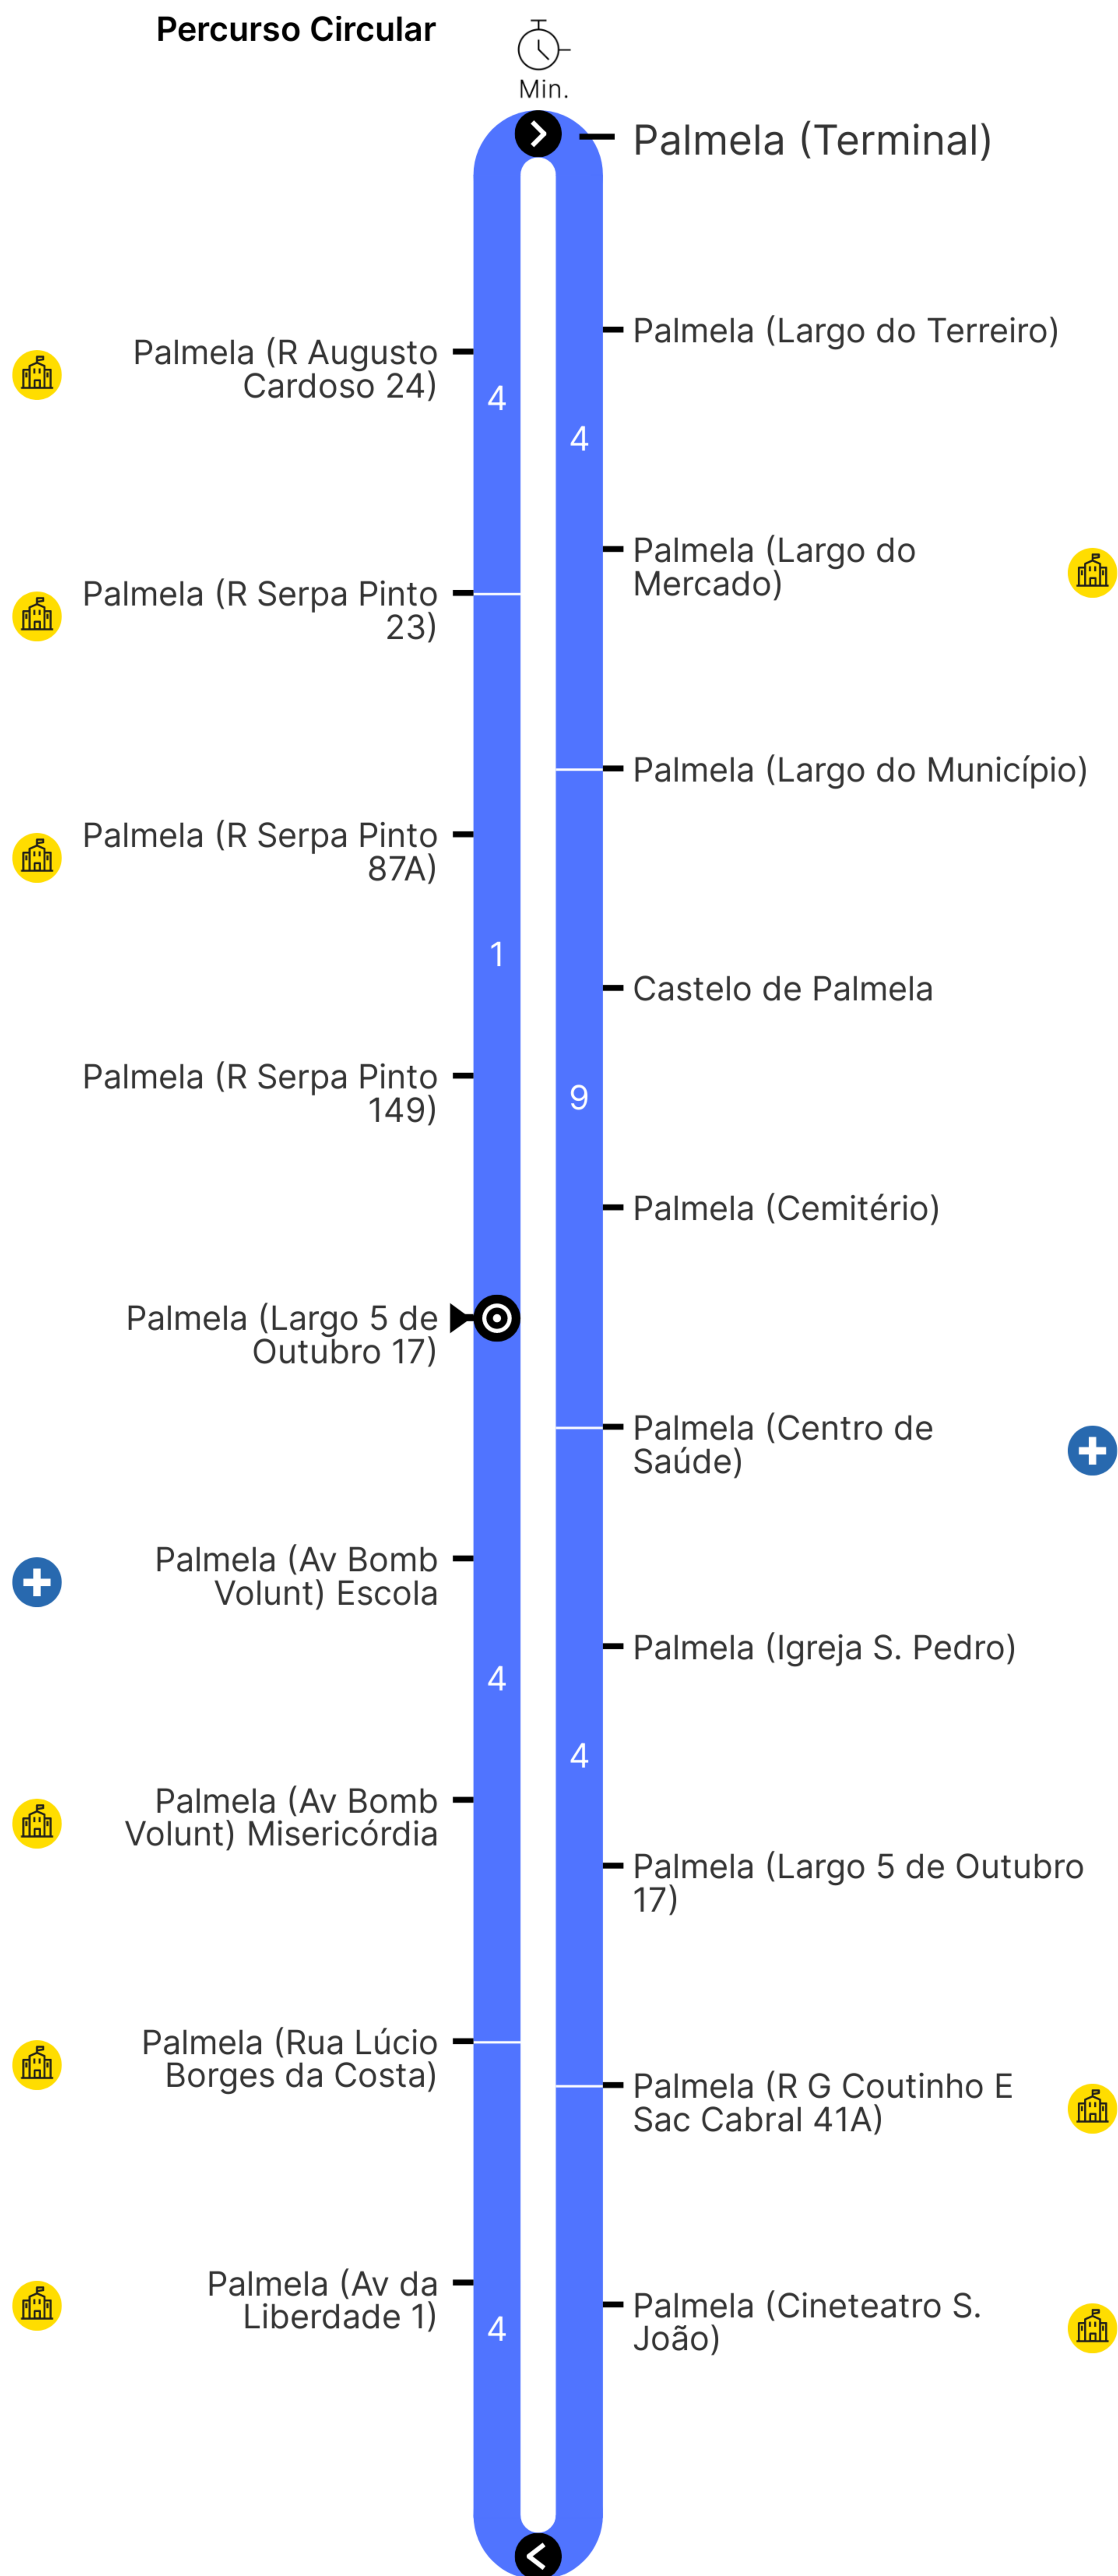 Percurso Circular
Min.
Palmela (Terminal)
Palmela (Largo do Terreiro)
Palmela (R Augusto
Cardoso 24)
4
4
Palmela (Largo do
Mercado)
Palmela (R Serpa Pinto
23)
Palmela (Largo do Município)
Palmela (R Serpa Pinto
87A)
1
Castelo de Palmela
Palmela (R Serpa Pinto
149)
9
Palmela (Cemitério)
Palmela (Largo 5 de
Outubro 17)
Palmela (Centro de
Saúde)
Palmela (Av Bomb
Volunt) Escola
Palmela (Igreja S. Pedro)
4
4
Palmela (Av Bomb
Volunt) Misericórdia
Palmela (Largo 5 de Outubro
17)
Palmela (Rua Lúcio
Borges da Costa)
Palmela (R G Coutinho E
Sac Cabral 41A)
Palmela (Av da
Liberdade 1)
Palmela (Cineteatro S.
João)
4